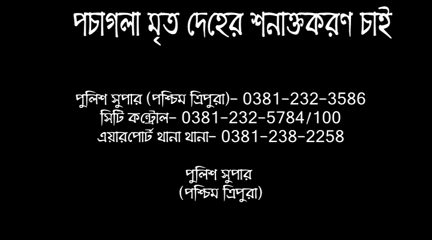 পচাগলা মৃত দেহের শনাক্তকরণ চাই
পুলিশ সুপার (পশ্চিম ত্রিপুরা)- 0381-232-3586
সিটি কন্ট্রোল- 0381-232-5784/100
এয়ারপোর্ট থানা থানা- 0381-238-2258
পুলিশ সুপার
(পশ্চিম ত্রিপুরা)